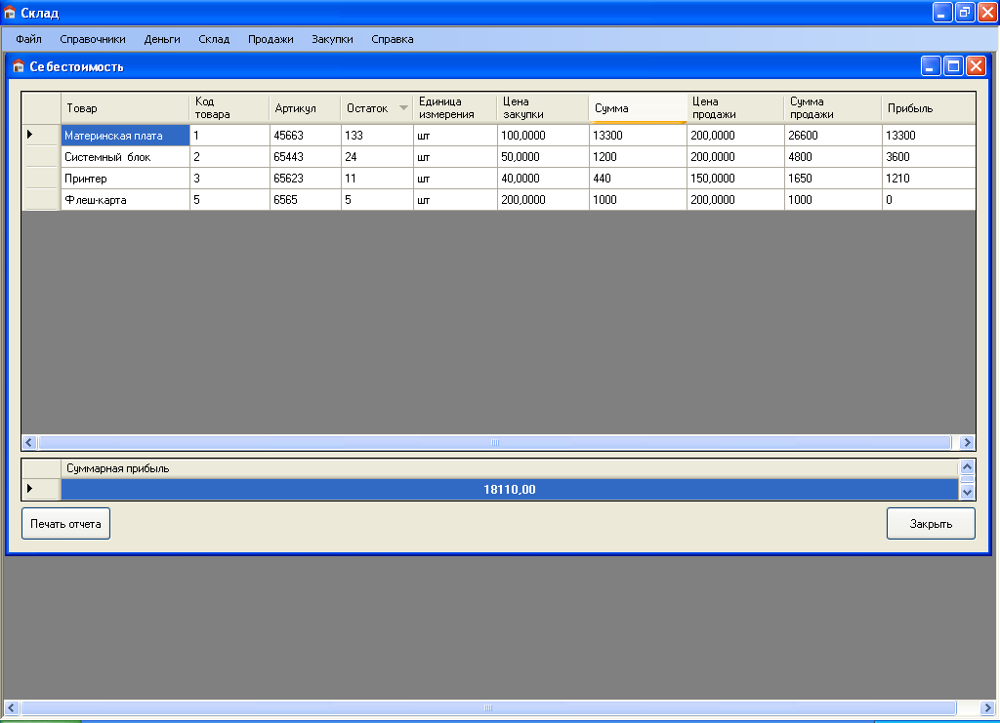 Склад
Файл Справочники Деньги Склад Продажи Закупки Справка
Себестоимость
Товар Код товара Артикул Остаток Единица измерения Цена закупки Сумма Цена продажи Сумма продажи Прибыль
Материнская плата 1 45663 133 шт 100,0000 13300 200,0000 26600 13300
Системный блок 2 65443 24 шт 50,0000 1200 200,0000 4800 3600
Принтер 3 65623 11 шт 40,0000 440 150,0000 1650 1210
Флеш-карта 5 6565 5 шт 200,0000 1000 200,0000 1000 0
Суммарная прибыль
18110,00
Печать отчета Закрыть